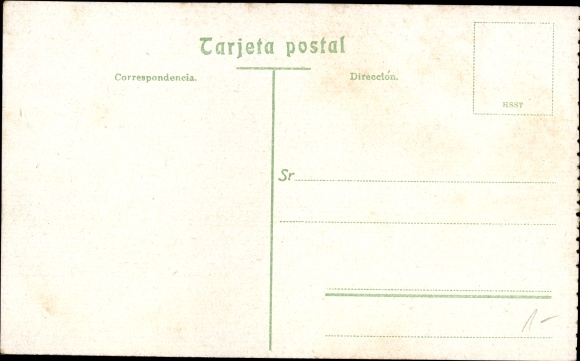 Tarjeta postal
Correspondencia.
Dirección.
Sr